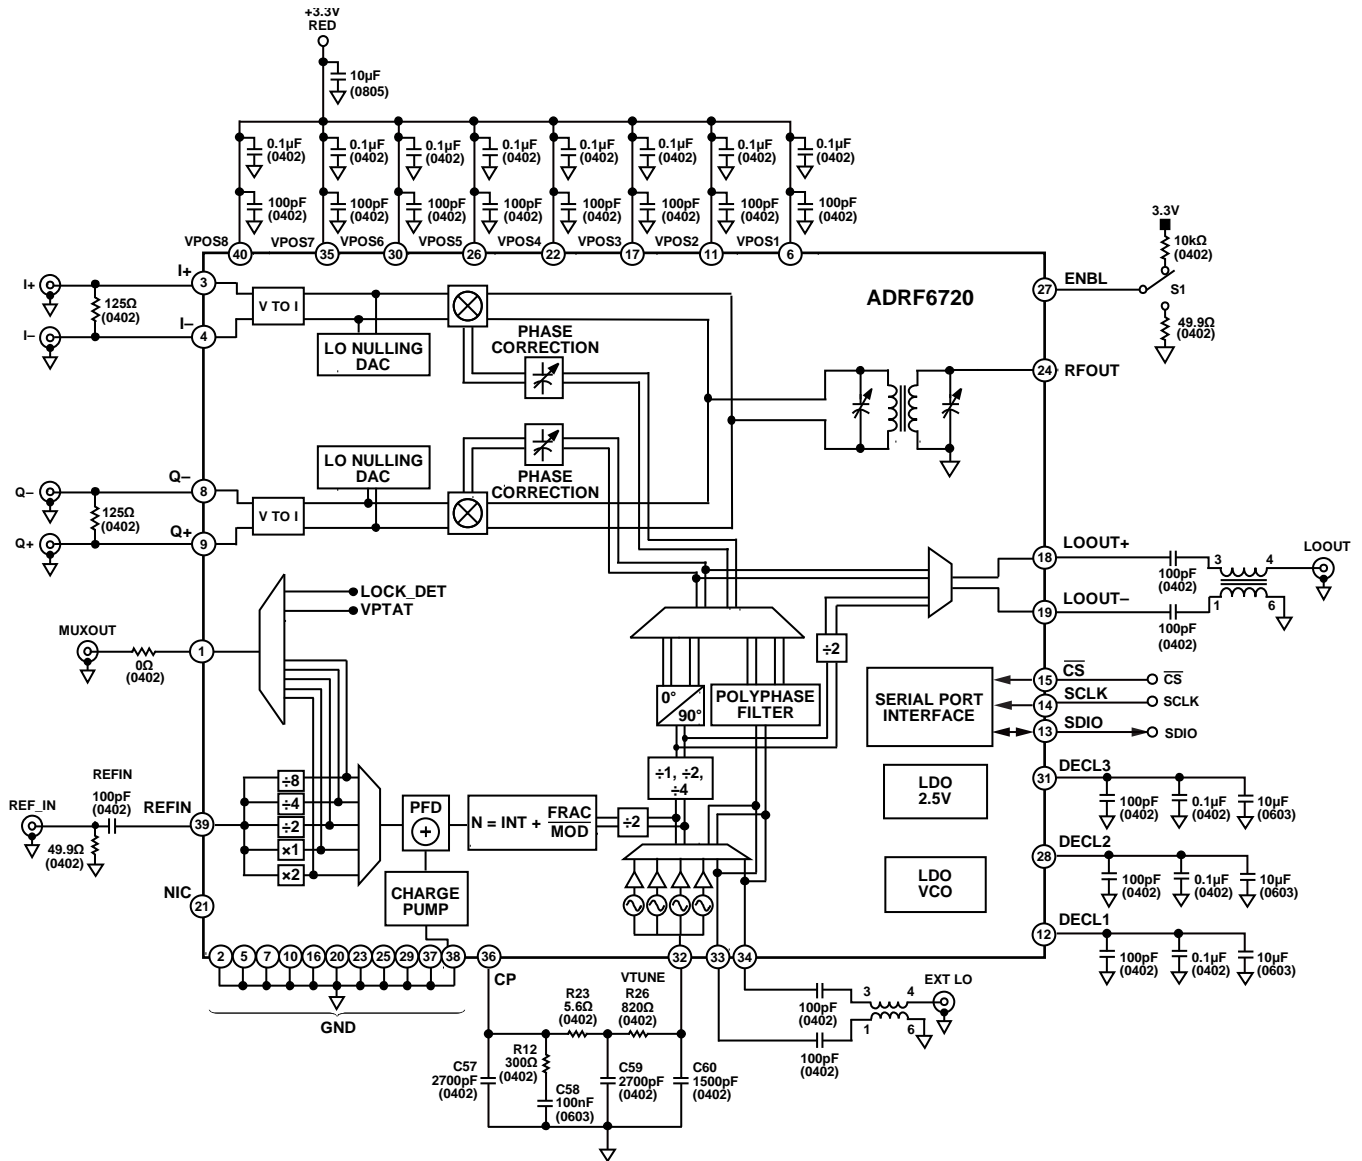 +3.3V
RED
10µF
(0805)
0.1µF
(0402)
0.1µF
(0402)
0.1µF
(0402)
0.1µF
(0402)
0.1µF
(0402)
0.1µF
(0402)
0.1µF
(0402)
0.1µF
(0402)
100pF
(0402)
100pF
(0402)
100pF
(0402)
100pF
(0402)
100pF
(0402)
100pF
(0402)
100pF
(0402)
100pF
(0402)
VPOS8
VPOS7
VPOS6
VPOS5
VPOS4
VPOS3
VPOS2
VPOS1
40
35
30
26
22
17
11
6
3.3V
10kΩ
(0402)
S1
49.9Ω
(0402)
27
ENBL
ADRF6720
I+
I+
3
125Ω
(0402)
I–
I–
4
V TO I
LO NULLING
DAC
PHASE
CORRECTION
24
RFOUT
LO NULLING
DAC
PHASE
CORRECTION
Q–
Q–
8
125Ω
(0402)
Q+
Q+
9
V TO I
LOCK_DET
VPTAT
MUXOUT
0Ω
(0402)
1
18
LOOUT+
100pF
(0402)
3
4
LOOUT
19
LOOUT–
100pF
(0402)
1
6
÷2
0°
90°
POLYPHASE
FILTER
SERIAL PORT
INTERFACE
15
CS
CS
14
SCLK
SCLK
13
SDIO
SDIO
÷1, ÷2,
÷4
LDO
2.5V
31
DECL3
100pF
(0402)
0.1µF
(0402)
10µF
(0603)
REFIN
100pF
(0402)
REF_IN
49.9Ω
(0402)
REFIN
39
÷8
÷4
÷2
×1
×2
PFD
+
N = INT + FRAC
MOD
÷2
CHARGE
PUMP
LDO
VCO
28
DECL2
100pF
(0402)
0.1µF
(0402)
10µF
(0603)
NIC
21
12
DECL1
100pF
(0402)
0.1µF
(0402)
10µF
(0603)
2
5
7
10
16
20
23
25
29
37
38
36
32
33
34
GND
CP
VTUNE
R23
5.6Ω
(0402)
R26
820Ω
(0402)
R12
300Ω
(0402)
C57
2700pF
(0402)
C58
100nF
(0603)
C59
2700pF
(0402)
C60
1500pF
(0402)
100pF
(0402)
100pF
(0402)
3
4
1
6
EXT LO